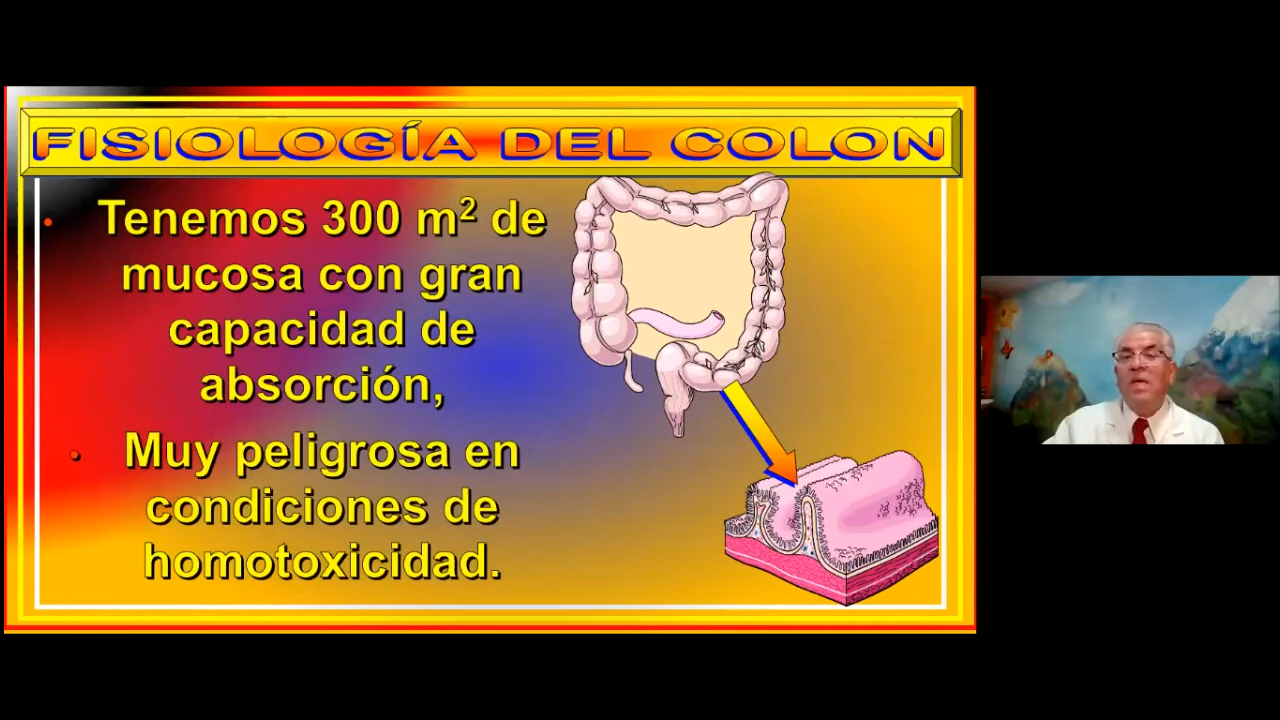 FISIOLOGÍA DEL COLON
• Tenemos 300 m² de
mucosa con gran
capacidad de
absorción,
• Muy peligrosa en
condiciones de
homotoxicidad.